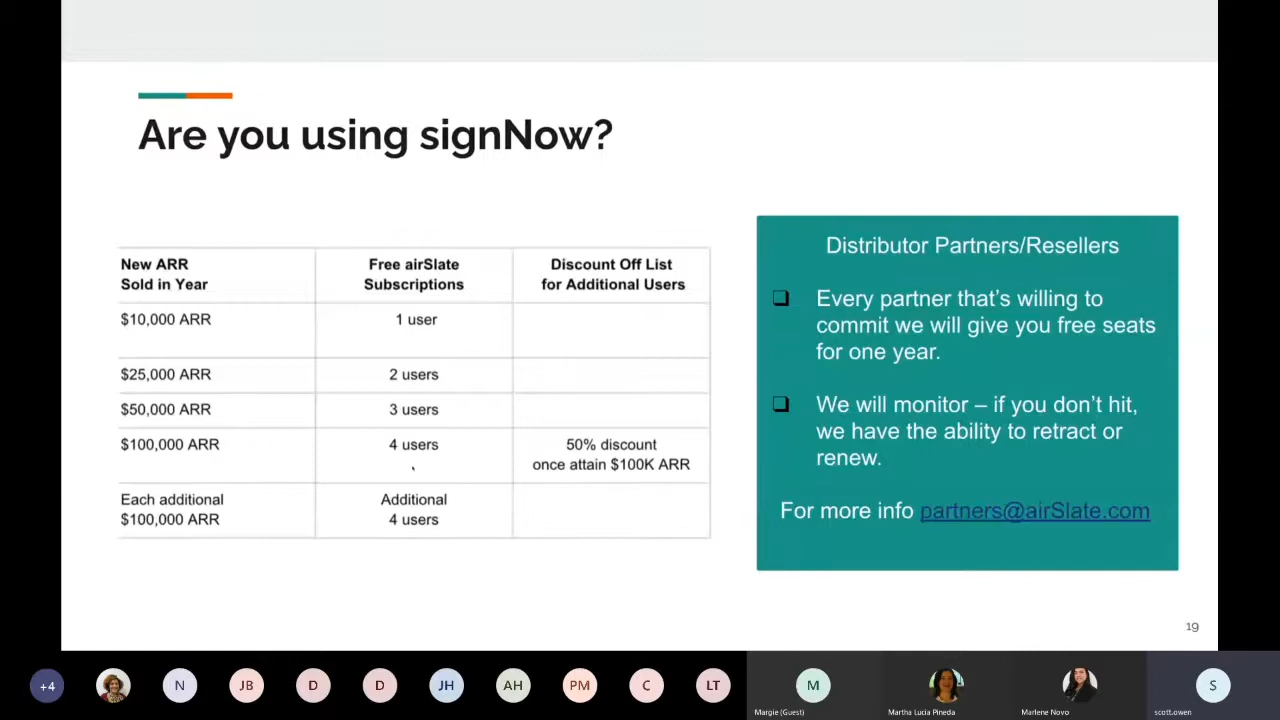 Are you using signNow?
New ARR
Sold in Year
Free airSlate
Subscriptions
Discount Off List
for Additional Users
$10,000 ARR
1 user
$25,000 ARR
2 users
$50,000 ARR
3 users
$100,000 ARR
4 users
50% discount
once attain $100K ARR
Each additional
$100,000 ARR
Additional
4 users
Distributor Partners/Resellers
Every partner that's willing to
commit we will give you free seats
for one year.
We will monitor – if you don't hit,
we have the ability to retract or
renew.
For more info partners@airSlate.com
19
+4
N
JB
D
D
JH
AH
PM
C
LT
M
S
Margie (Guest)
Martha Lucia Pineda
Marlene Novo
scott.owen